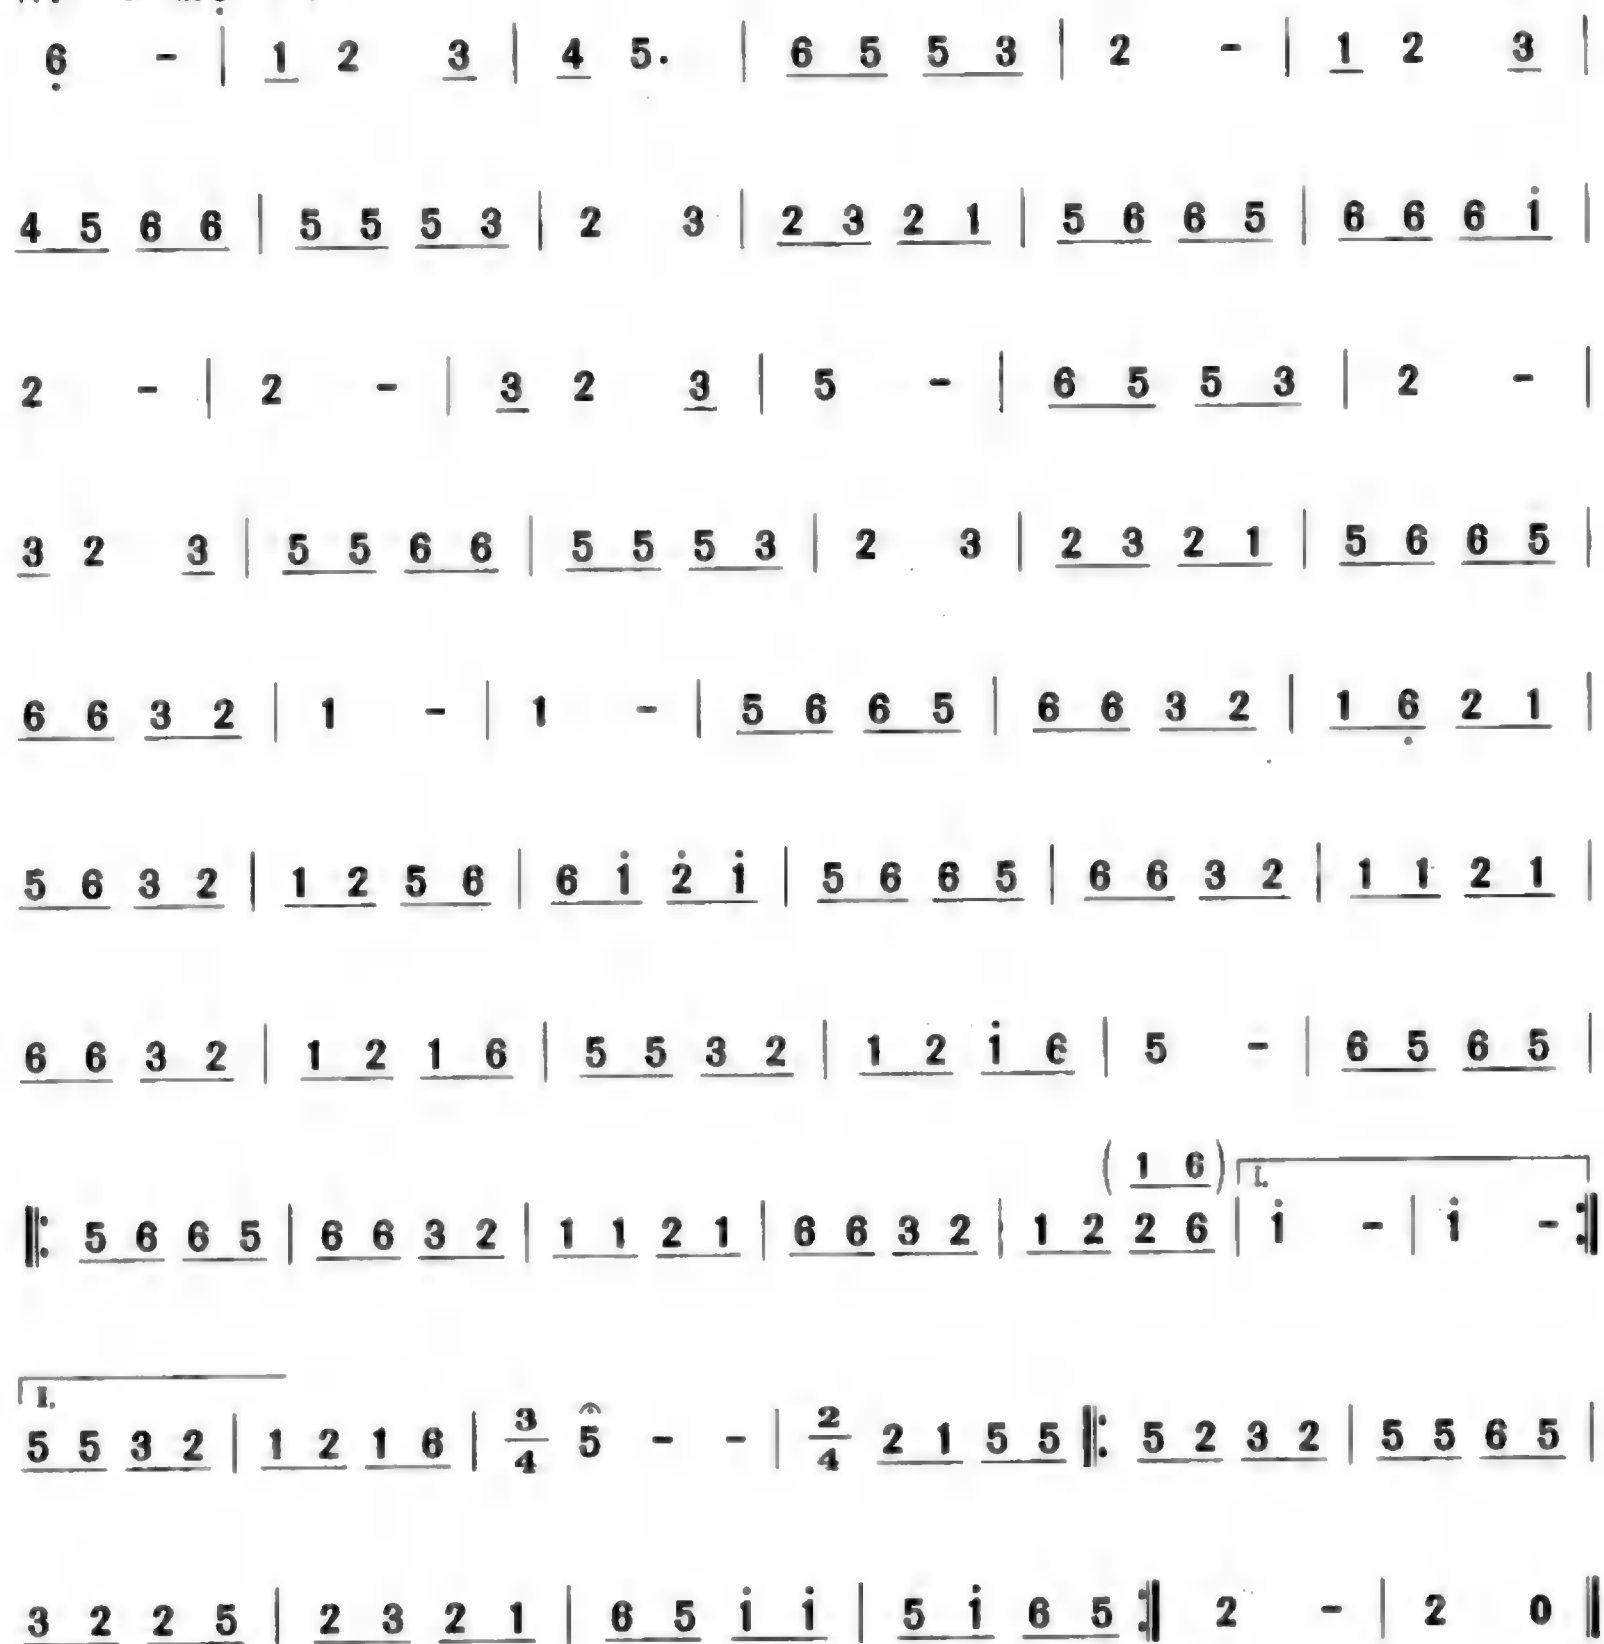 6̣ - | 1 2 3 | 4 5. | 6 5 5 3 | 2 - | 1 2 3 |
4 5 6 6 | 5 5 5 3 | 2 3 | 2 3 2 1 | 5 6 6 5 | 6 6 6 1̇ |
2 - | 2 - | 3 2 3 | 5 - | 6 5 5 3 | 2 - |
3 2 3 | 5 5 6 6 | 5 5 5 3 | 2 3 | 2 3 2 1 | 5 6 6 5 |
6 6 3 2 | 1 - | 1 - | 5 6 6 5 | 6 6 3 2 | 1 6̣ 2 1 |
5 6 3 2 | 1 2 5 6 | 6 1̇ 2̇ 1̇ | 5 6 6 5 | 6 6 3 2 | 1 1 2 1 |
6 6 3 2 | 1 2 1 6 | 5 5 3 2 | 1 2 1̇ 6 | 5 - | 6 5 6 5 |
( 1 6 ) I.
‖: 5 6 6 5 | 6 6 3 2 | 1 1 2 1 | 6 6 3 2 | 1 2 2 6 | 1̇ - | 1̇ - :‖
II.
5 5 3 2 | 1 2 1 6 | 3/4 5 - - | 2/4 2 1 5 5 ‖: 5 2 3 2 | 5 5 6 5 |
3 2 2 5 | 2 3 2 1 | 6 5 1̇ 1̇ | 5 1̇ 6 5 :‖ 2 - | 2 0 ‖